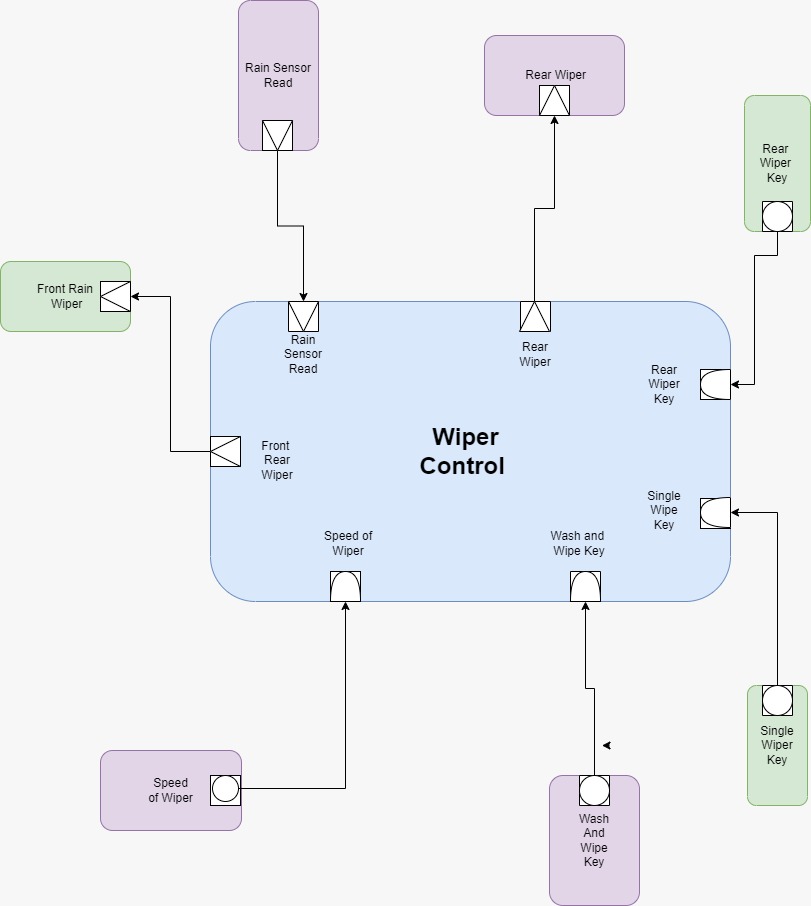 Rain Sensor
Read
Rear Wiper
Rear
Wiper
Key
Front Rain
Wiper
Rain
Sensor
Read
Rear
Wiper
Rear
Wiper
Key
Wiper
Control
Front
Rear
Wiper
Single
Wipe
Key
Speed of
Wiper
Wash and
Wipe Key
Single
Wiper
Key
Speed
of Wiper
Wash
And
Wipe
Key